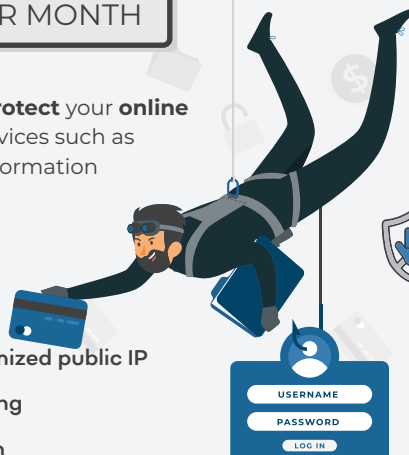 R MONTH
rotect your online
vices such as
ormation
nized public IP
ng
n
USERNAME
PASSWORD
LOG IN